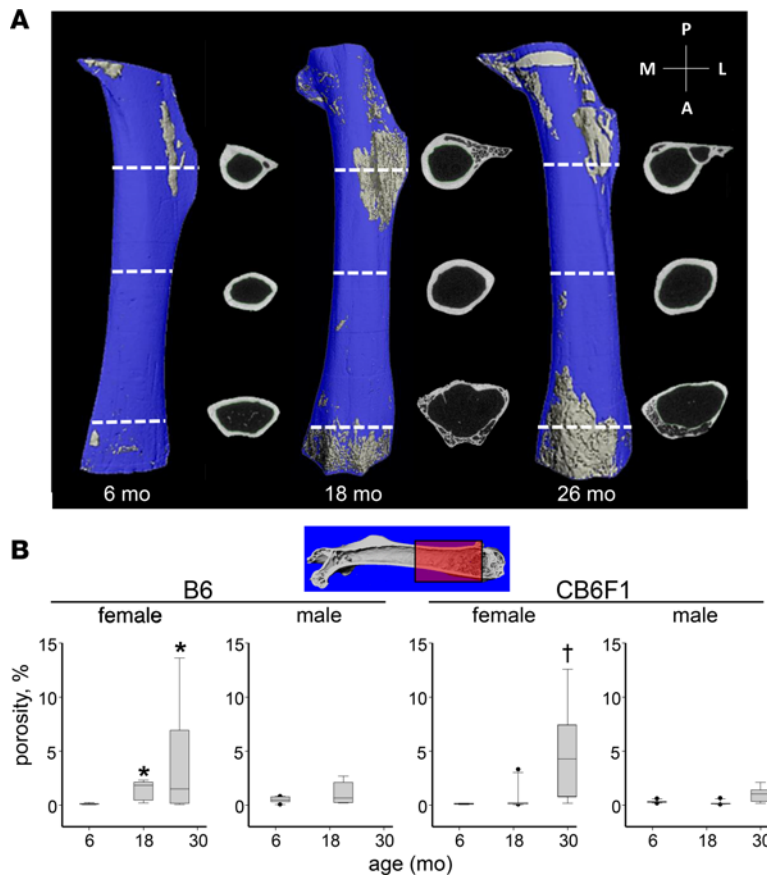 A
P
M L
A
6 mo 18 mo 26 mo
B
B6 CB6F1
female male female male
porosity, %
15 15 15 15
10 10 10 10
5 5 5 5
0 0 0 0
* * †
6 18 30 6 18 30 6 18 30 6 18 30
age (mo)